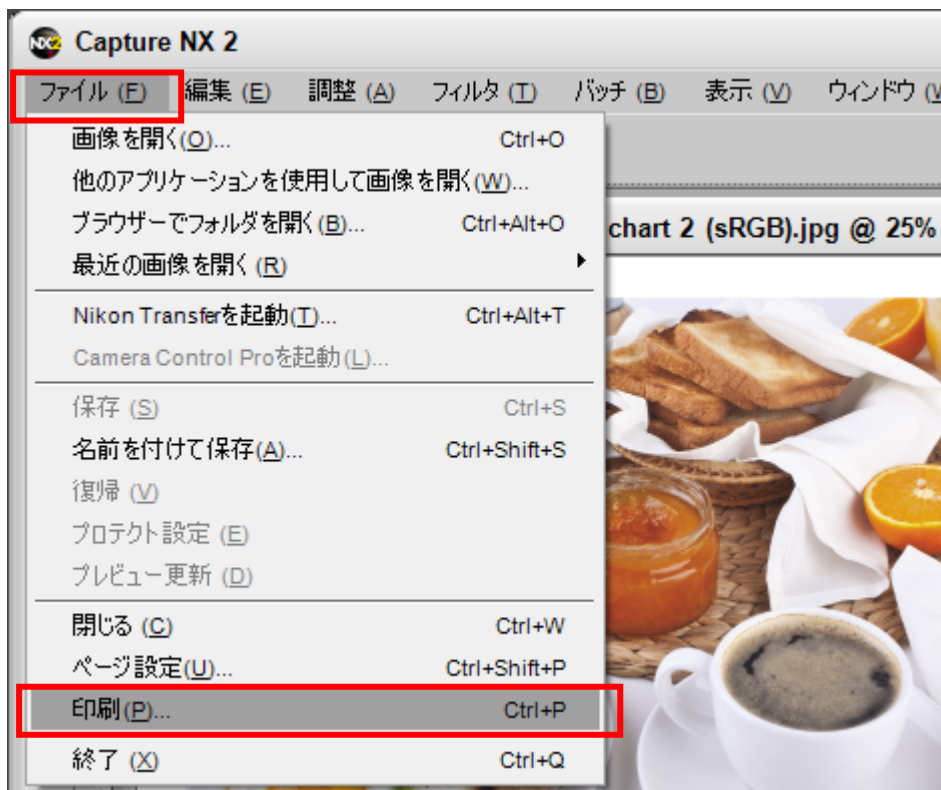 Capture NX 2
ファイル (F) 編集 (E) 調整 (A) フィルタ (T) バッチ (B) 表示 (V) ウィンドウ
画像を開く(O)... Ctrl+O
他のアプリケーションを使用して画像を開く(W)...
ブラウザーでフォルダを開く(B)... Ctrl+Alt+O
chart 2 (sRGB).jpg @ 25%
最近の画像を開く (R)
Nikon Transferを起動(T)... Ctrl+Alt+T
Camera Control Proを起動(L)...
保存 (S) Ctrl+S
名前を付けて保存(A)... Ctrl+Shift+S
復帰 (V)
プロテクト設定 (E)
プレビュー更新 (D)
閉じる (C) Ctrl+W
ページ設定(U)... Ctrl+Shift+P
印刷(P)... Ctrl+P
終了 (X) Ctrl+Q